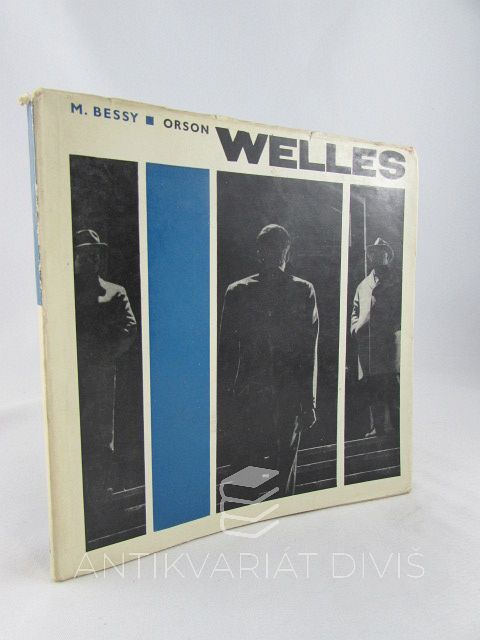 M. BESSY ■ ORSON WELLES
ANTIKVARIÁT DIVIŠ